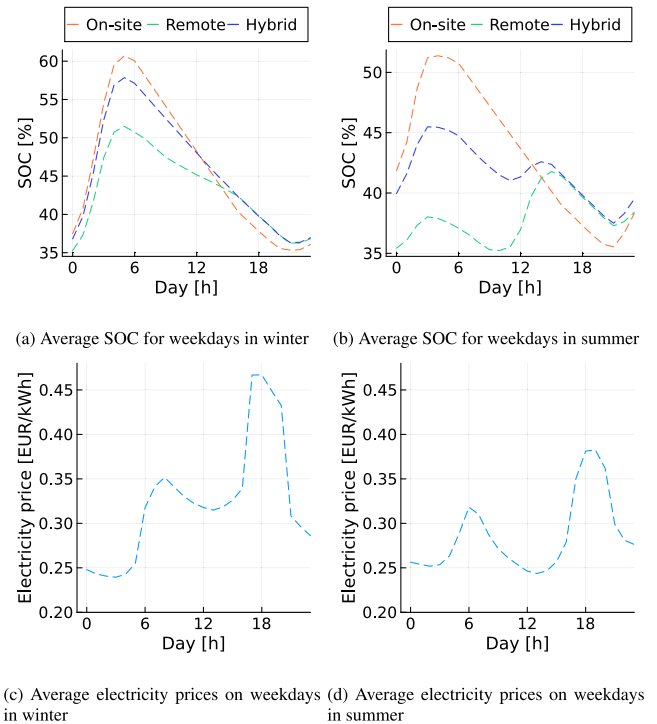 On-site Remote Hybrid
On-site Remote Hybrid
SOC [%]
60
55
50
45
40
35
0 6 12 18
Day [h]
SOC [%]
50
45
40
35
0 6 12 18
Day [h]
(a) Average SOC for weekdays in winter
(b) Average SOC for weekdays in summer
Electricity price [EUR/kWh]
0.45
0.40
0.35
0.30
0.25
0.20
0 6 12 18
Day [h]
Electricity price [EUR/kWh]
0.45
0.40
0.35
0.30
0.25
0.20
0 6 12 18
Day [h]
(c) Average electricity prices on weekdays
in winter
(d) Average electricity prices on weekdays
in summer